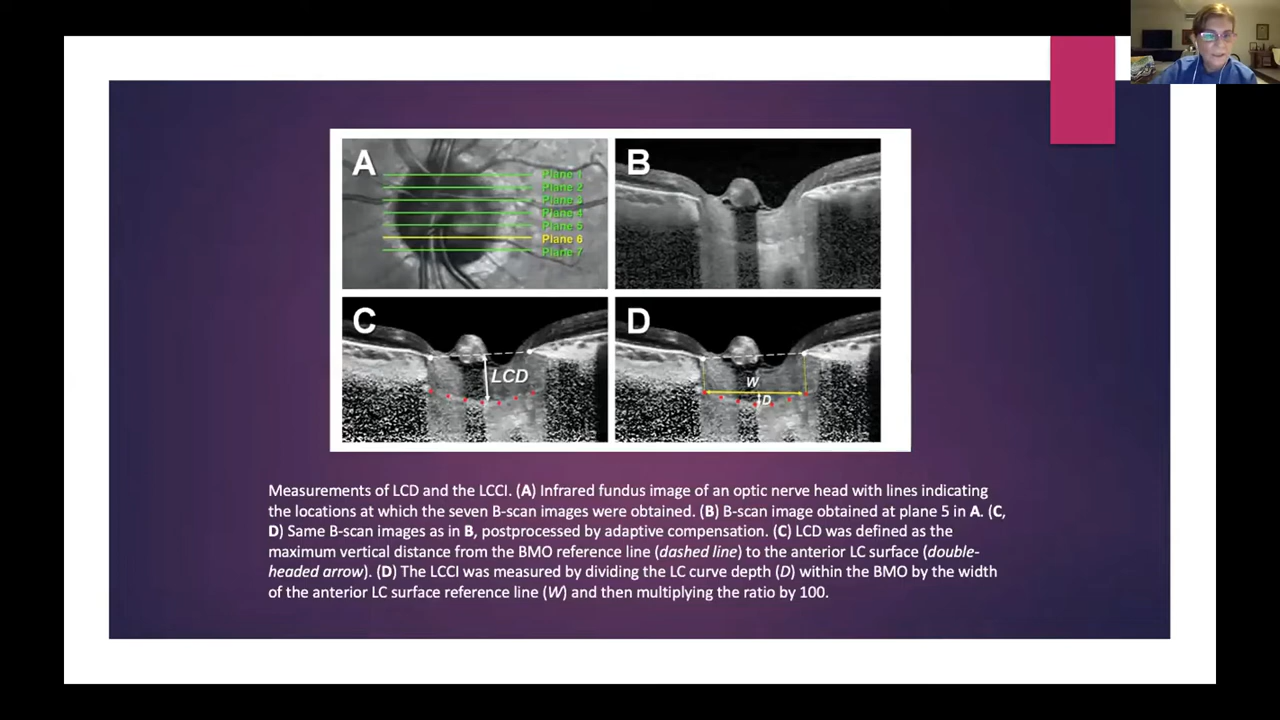 A
Plane 1
Plane 2
Plane 3
Plane 4
Plane 5
Plane 6
Plane 7
B
C
LCD
D
W
D
Measurements of LCD and the LCCI. (A) Infrared fundus image of an optic nerve head with lines indicating
the locations at which the seven B-scan images were obtained. (B) B-scan image obtained at plane 5 in A. (C,
D) Same B-scan images as in B, postprocessed by adaptive compensation. (C) LCD was defined as the
maximum vertical distance from the BMO reference line (dashed line) to the anterior LC surface (double-
headed arrow). (D) The LCCI was measured by dividing the LC curve depth (D) within the BMO by the width
of the anterior LC surface reference line (W) and then multiplying the ratio by 100.